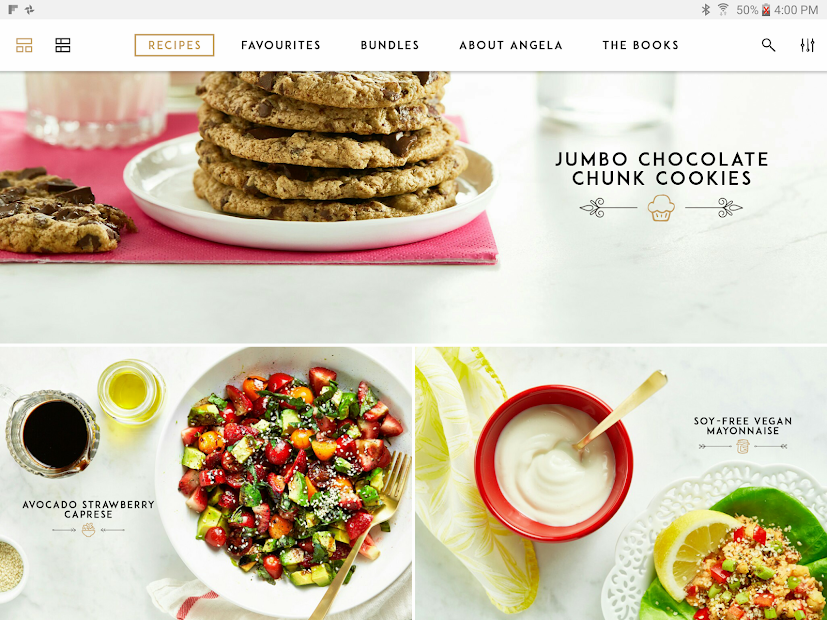 50% 4:00 PM
RECIPES FAVOURITES BUNDLES ABOUT ANGELA THE BOOKS
JUMBO CHOCOLATE
CHUNK COOKIES
AVOCADO STRAWBERRY
CAPRESE
SOY-FREE VEGAN
MAYONNAISE